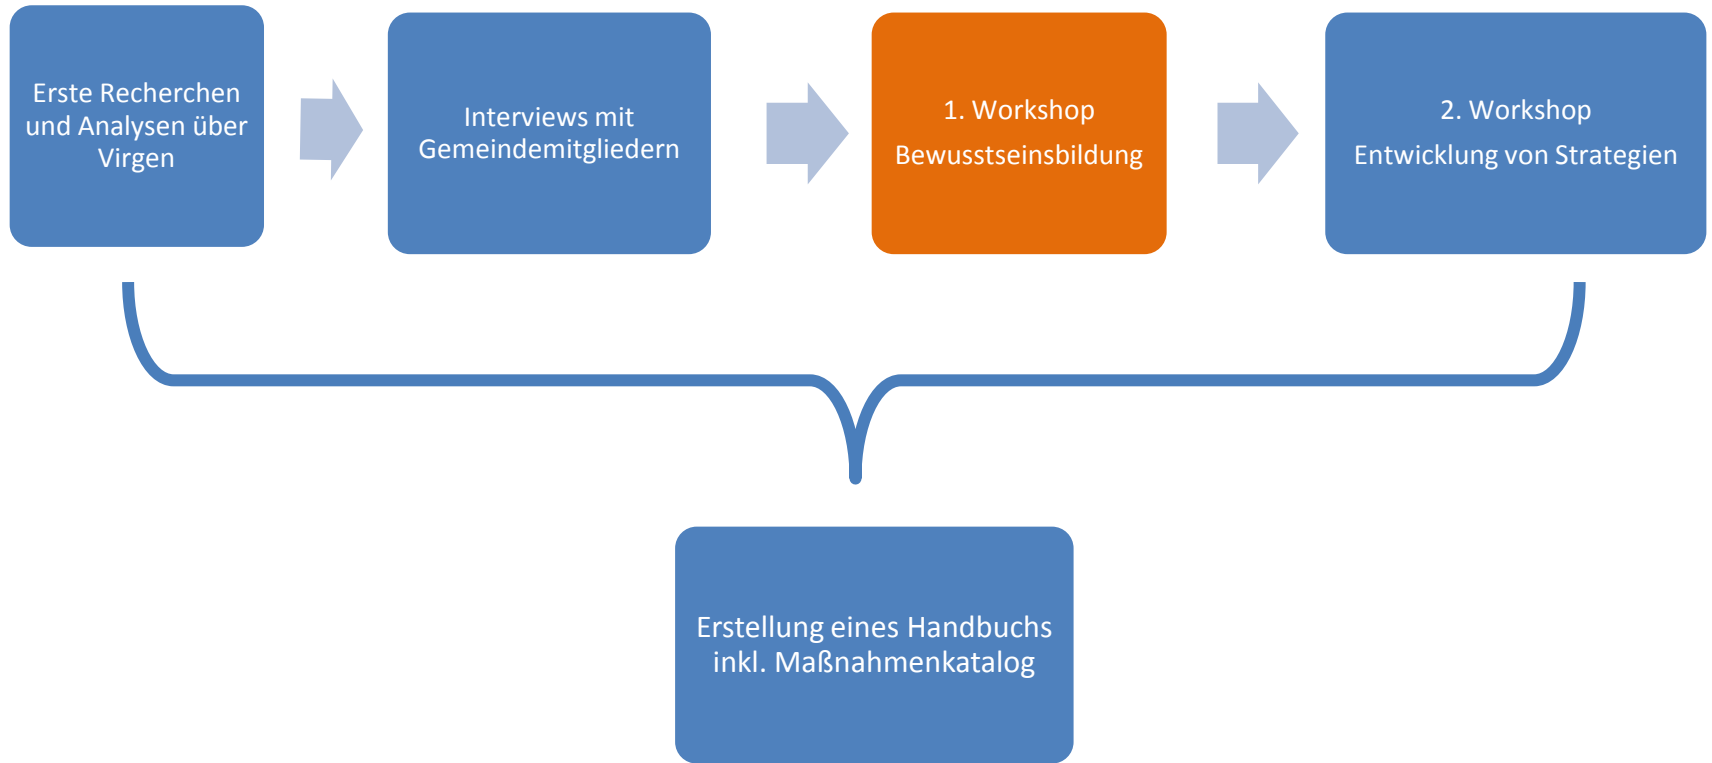 Erste Recherchen
und Analysen über
Virgen
Interviews mit
Gemeindemitgliedern
1. Workshop
Bewusstseinsbildung
2. Workshop
Entwicklung von Strategien
Erstellung eines Handbuchs
inkl. Maßnahmenkatalog